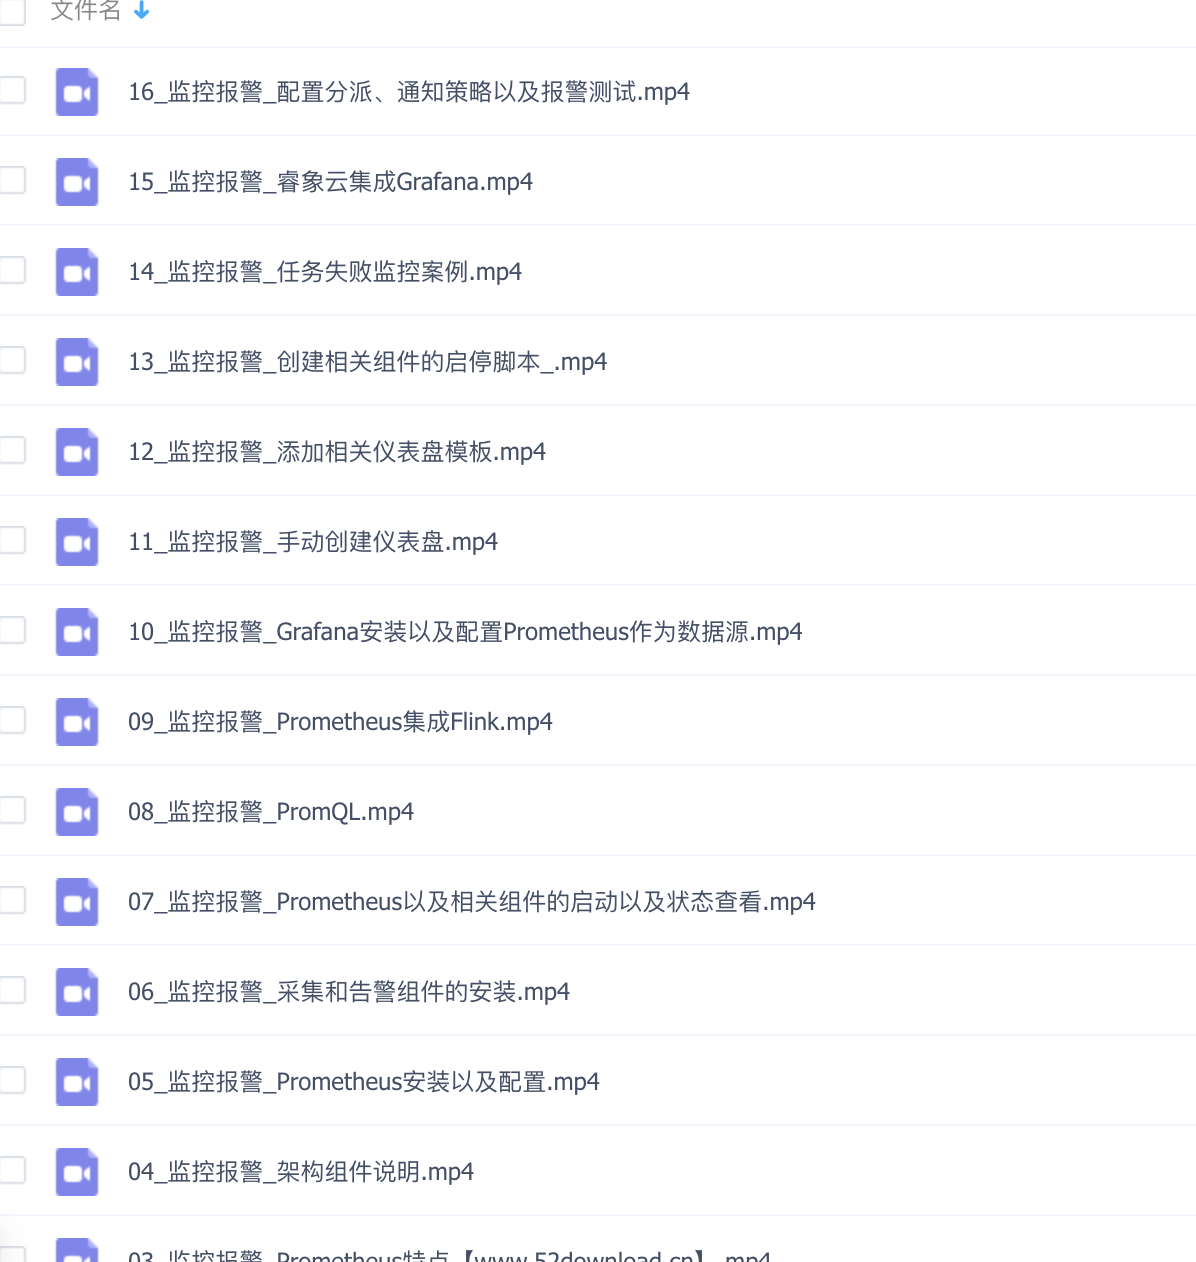 文件名
16_监控报警_配置分派、通知策略以及报警测试.mp4
15_监控报警_睿象云集成Grafana.mp4
14_监控报警_任务失败监控案例.mp4
13_监控报警_创建相关组件的启停脚本_.mp4
12_监控报警_添加相关仪表盘模板.mp4
11_监控报警_手动创建仪表盘.mp4
10_监控报警_Grafana安装以及配置Prometheus作为数据源.mp4
09_监控报警_Prometheus集成Flink.mp4
08_监控报警_PromQL.mp4
07_监控报警_Prometheus以及相关组件的启动以及状态查看.mp4
06_监控报警_采集和告警组件的安装.mp4
05_监控报警_Prometheus安装以及配置.mp4
04_监控报警_架构组件说明.mp4
03_监控报警_Prometheus特点【www.52download.cn】.mp4